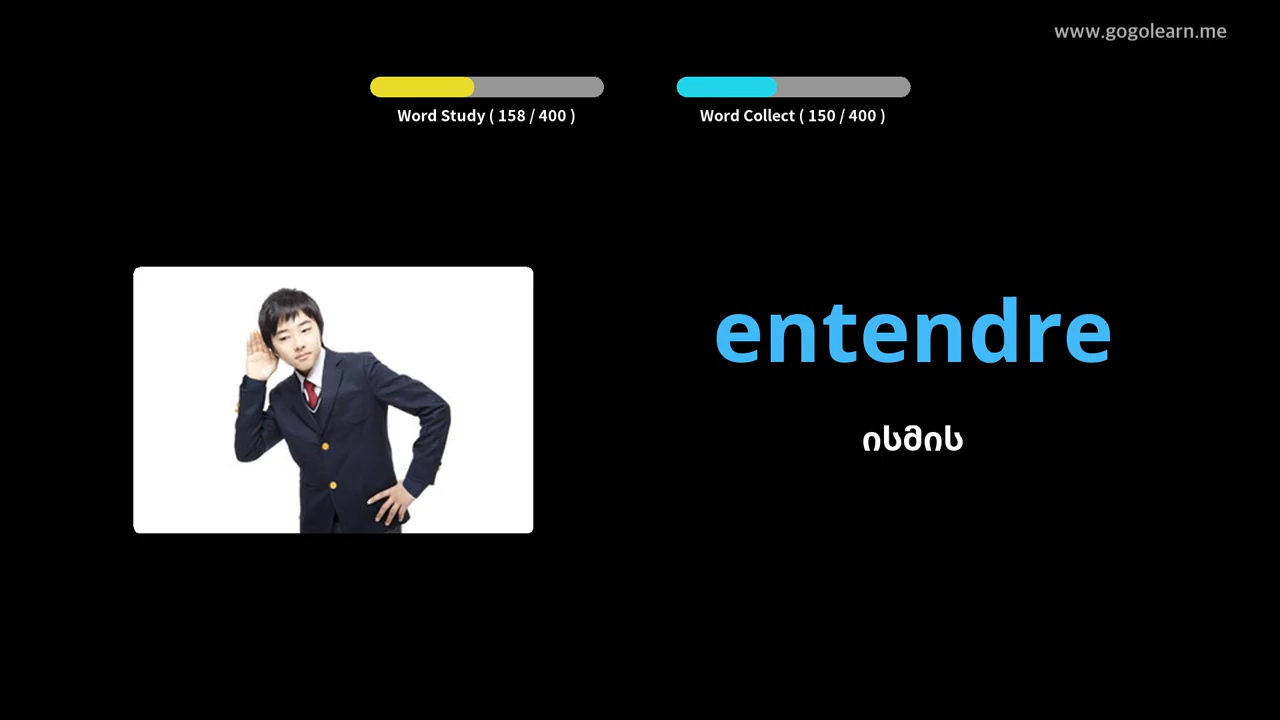 www.gogolearn.me
Word Study ( 158 / 400 )
Word Collect ( 150 / 400 )
entendre
ისმის